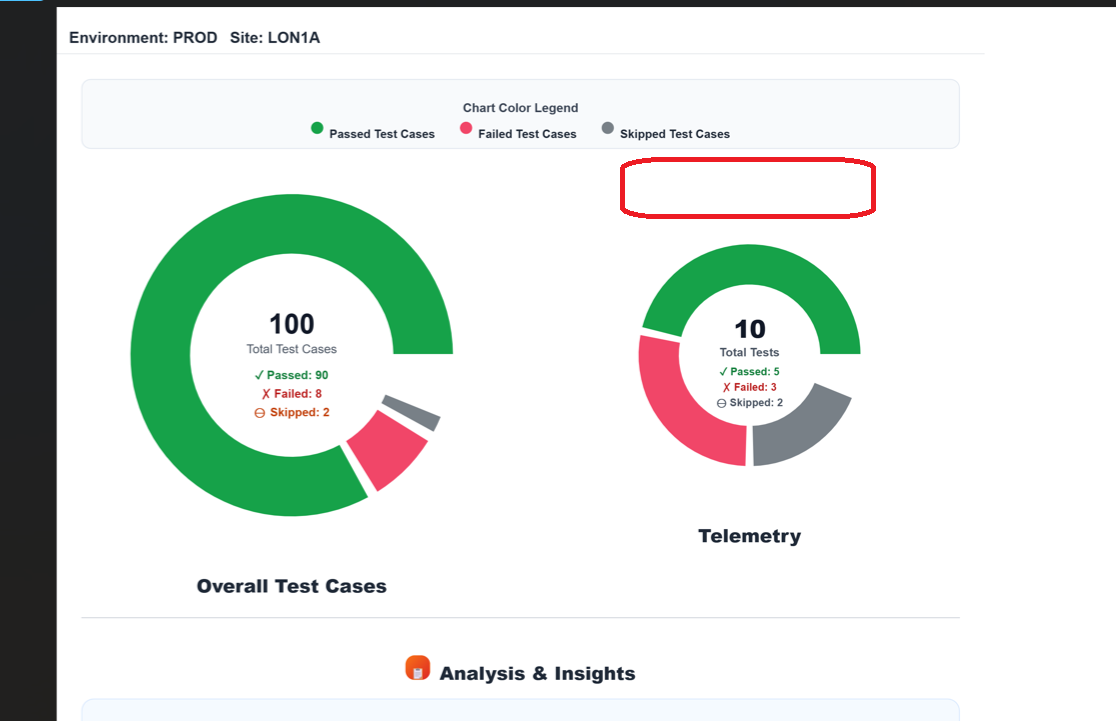 Environment: PROD Site: LON1A
Chart Color Legend
Passed Test Cases Failed Test Cases Skipped Test Cases
100
Total Test Cases
✓ Passed: 90
✗ Failed: 8
⊖ Skipped: 2
Overall Test Cases
10
Total Tests
✓ Passed: 5
✗ Failed: 3
⊖ Skipped: 2
Telemetry
Analysis & Insights